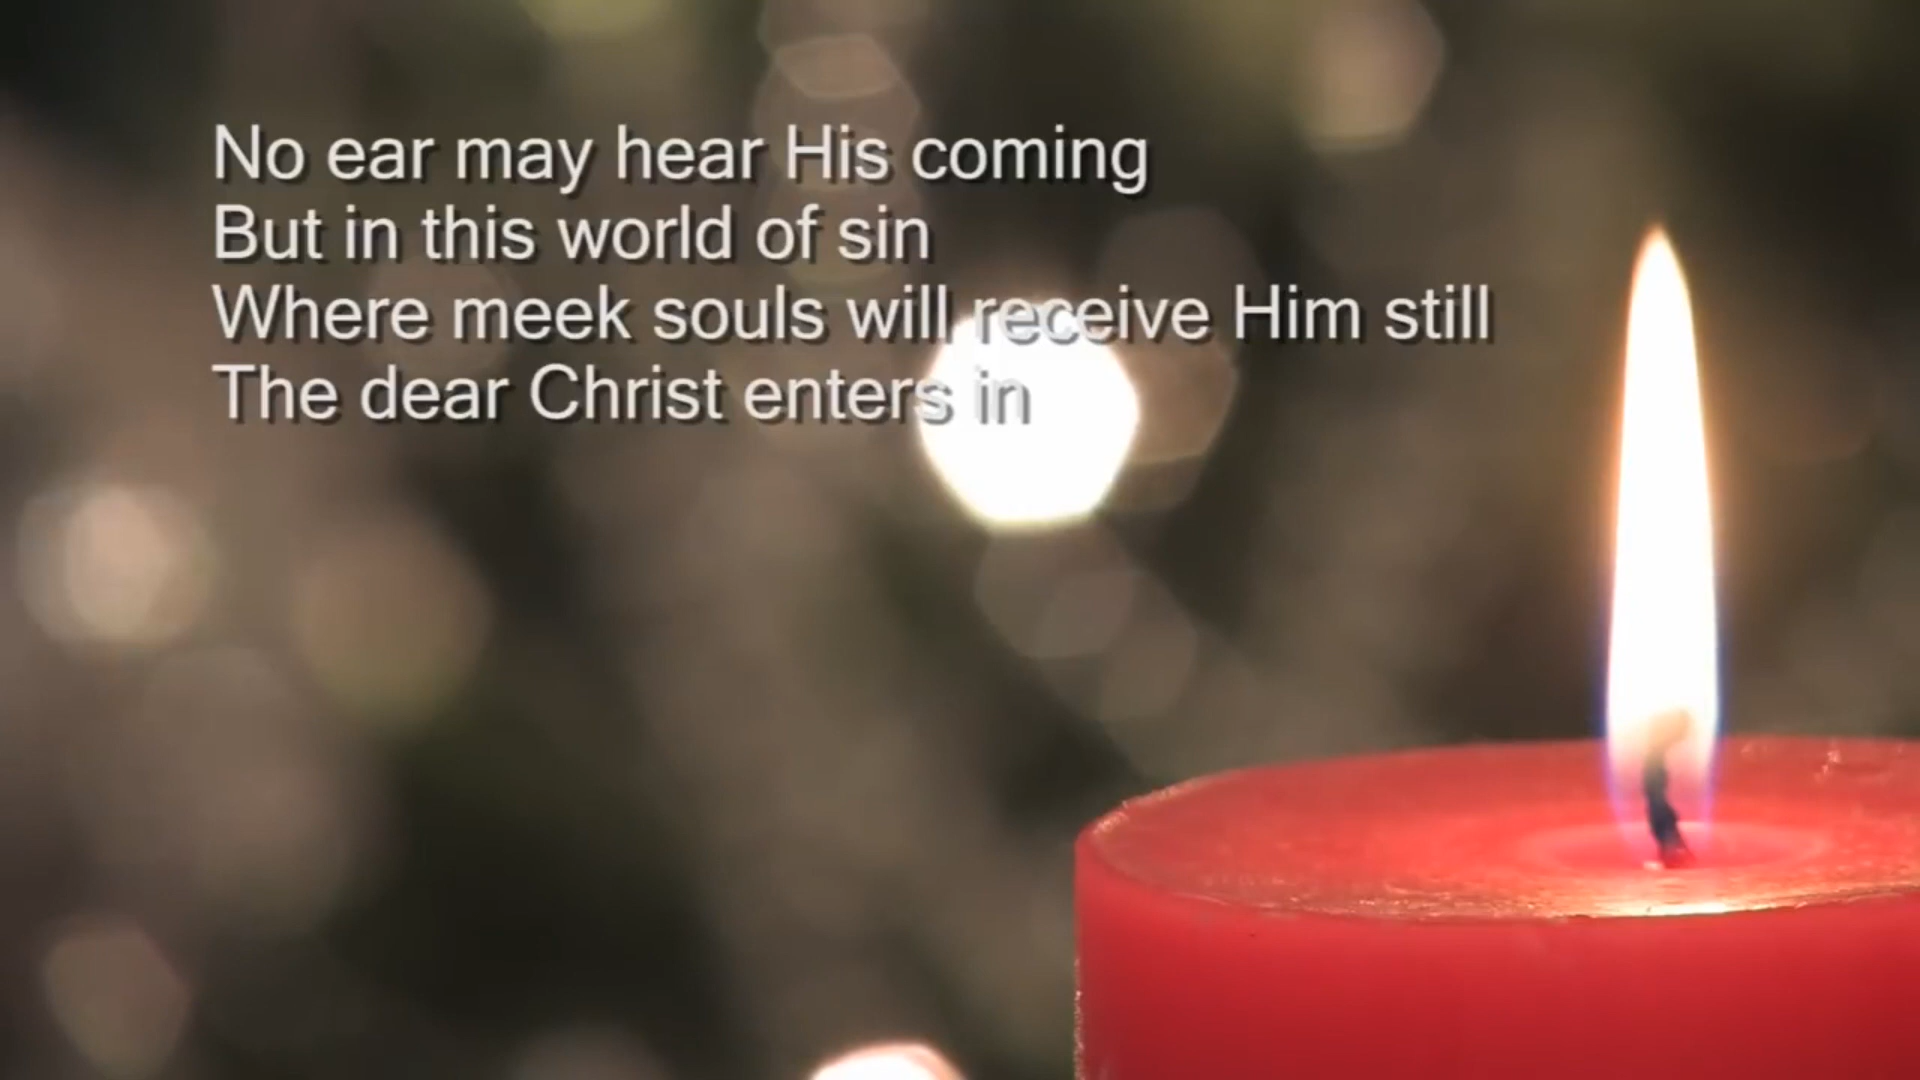 No ear may hear His coming
But in this world of sin
Where meek souls will receive Him still
The dear Christ enters in